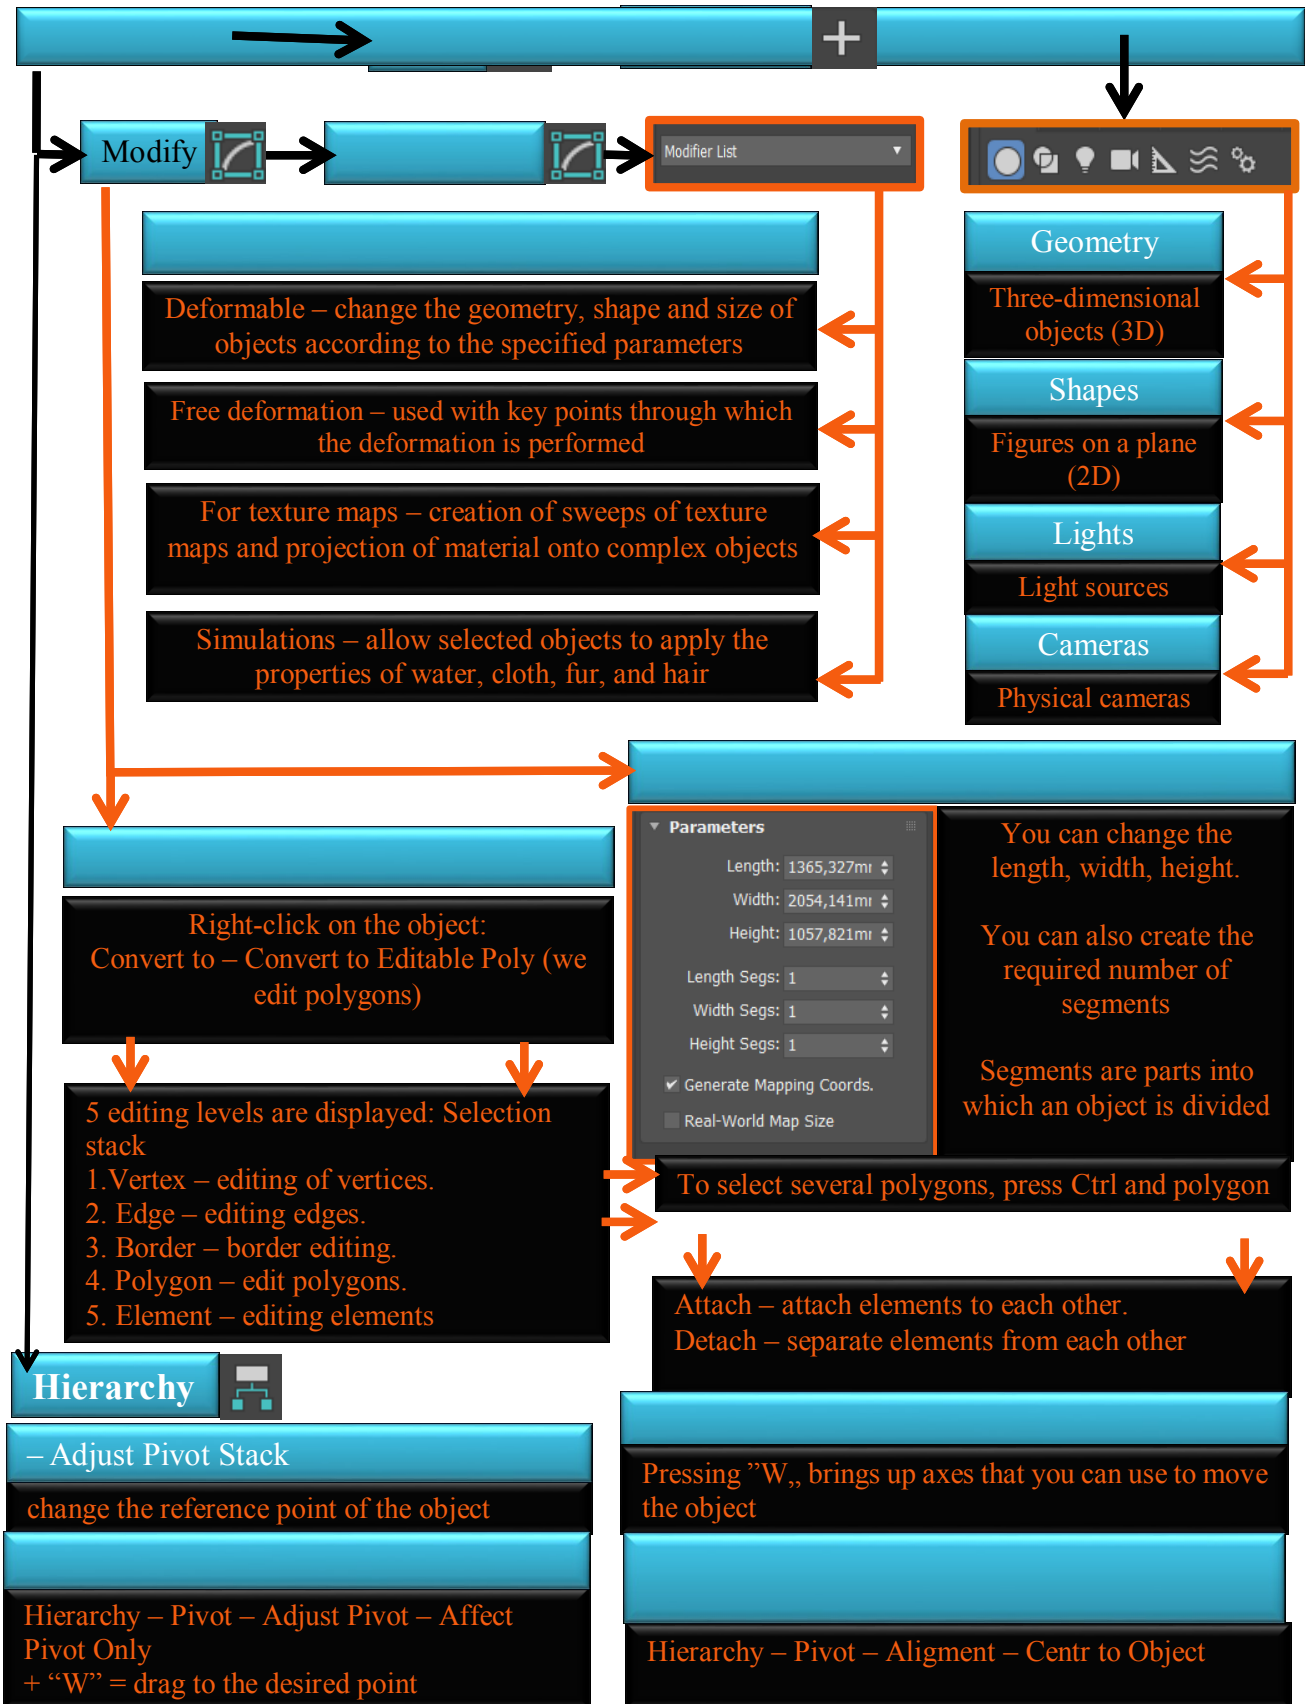 Modify
Modifier List
Geometry
Three-dimensional
objects (3D)
Shapes
Figures on a plane
(2D)
Lights
Light sources
Cameras
Physical cameras
Deformable – change the geometry, shape and size of
objects according to the specified parameters
Free deformation – used with key points through which
the deformation is performed
For texture maps – creation of sweeps of texture
maps and projection of material onto complex objects
Simulations – allow selected objects to apply the
properties of water, cloth, fur, and hair
Right-click on the object:
Convert to – Convert to Editable Poly (we
edit polygons)
5 editing levels are displayed: Selection
stack
1.Vertex – editing of vertices.
2. Edge – editing edges.
3. Border – border editing.
4. Polygon – edit polygons.
5. Element – editing elements
Parameters
Length: 1365,327mr
Width: 2054,141mr
Height: 1057,821mr
Length Segs: 1
Width Segs: 1
Height Segs: 1
Generate Mapping Coords.
Real-World Map Size
You can change the
length, width, height.
You can also create the
required number of
segments
Segments are parts into
which an object is divided
To select several polygons, press Ctrl and polygon
Attach – attach elements to each other.
Detach – separate elements from each other
Hierarchy
– Adjust Pivot Stack
change the reference point of the object
Hierarchy – Pivot – Adjust Pivot – Affect
Pivot Only
+ “W” = drag to the desired point
Pressing ”W„ brings up axes that you can use to move
the object
Hierarchy – Pivot – Aligment – Centr to Object